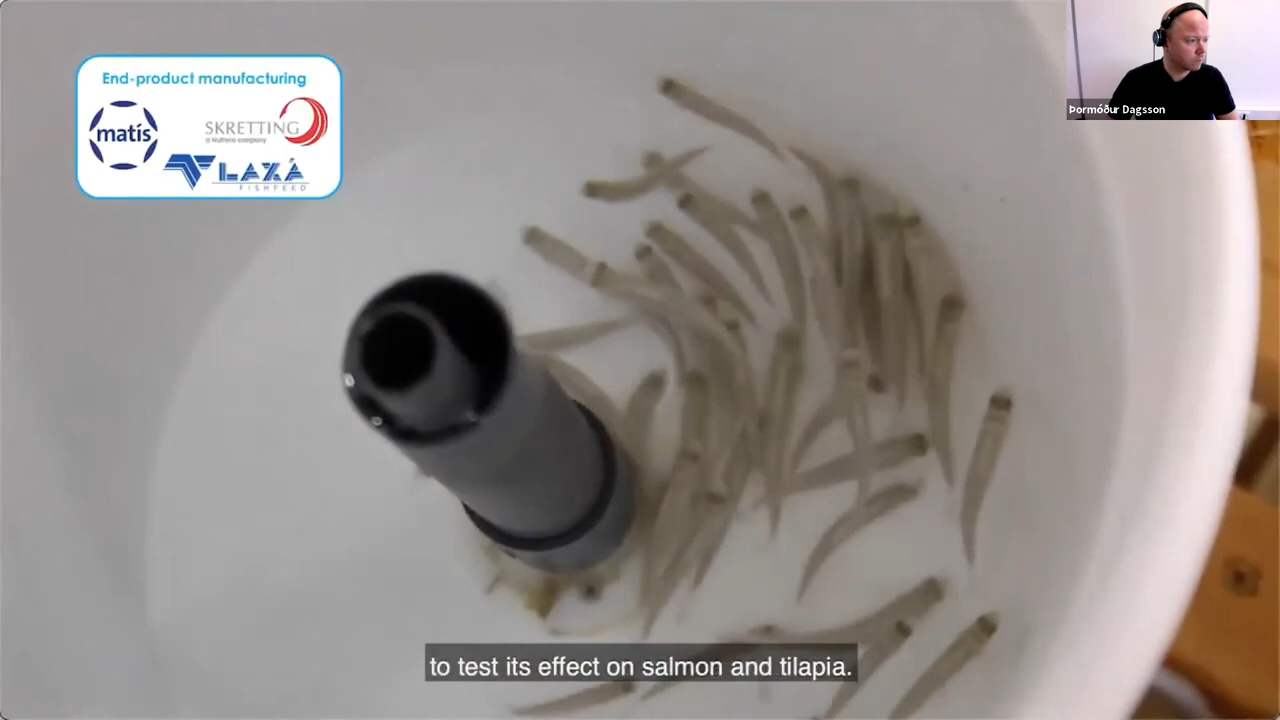 End-product manufacturing
matís
SKRETTING
a Nutreco company
LAXÁ
FISHFEED
Þormóður Dagsson
to test its effect on salmon and tilapia.